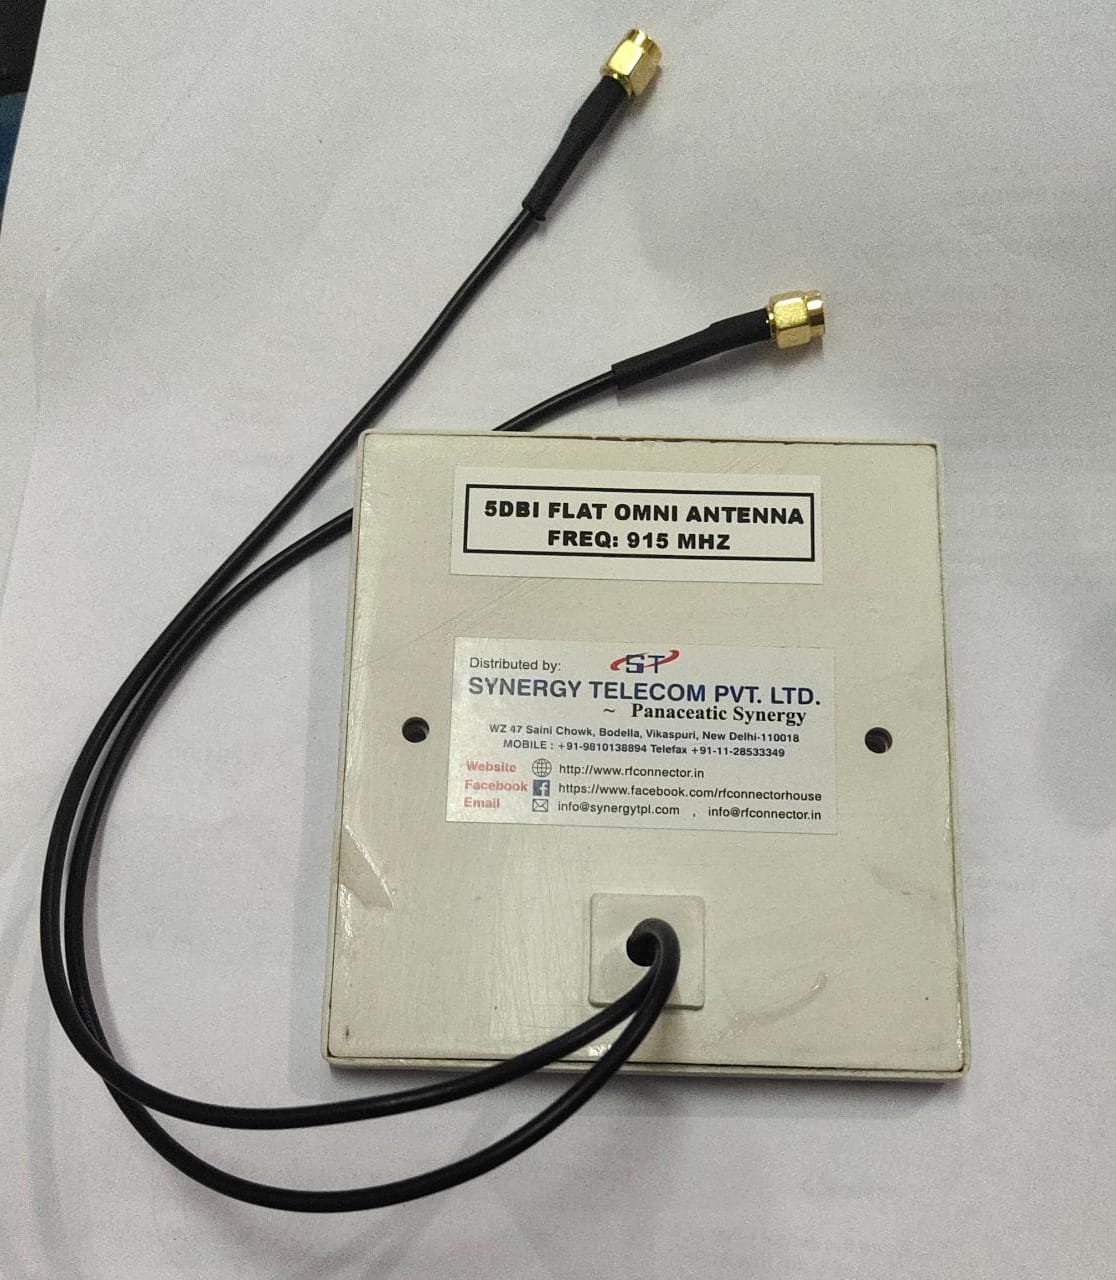 5DBI FLAT OMNI ANTENNA
FREQ: 915 MHZ
Distributed by: ST
SYNERGY TELECOM PVT. LTD.
~ Panaceatic Synergy
WZ 47 Saini Chowk, Bodella, Vikaspuri, New Delhi-110018
MOBILE : +91-9810138894 Telefax +91-11-28533349
Website http://www.rfconnector.in
Facebook https://www.facebook.com/rfconnectorhouse
Email info@synergytpl.com , info@rfconnector.in